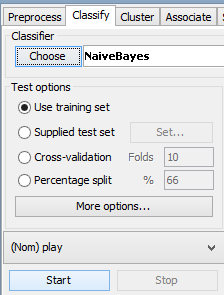 Preprocess Classify Cluster Associate
Classifier
Choose NaiveBayes
Test options
Use training set
Supplied test set Set...
Cross-validation Folds 10
Percentage split % 66
More options...
(Nom) play
Start Stop